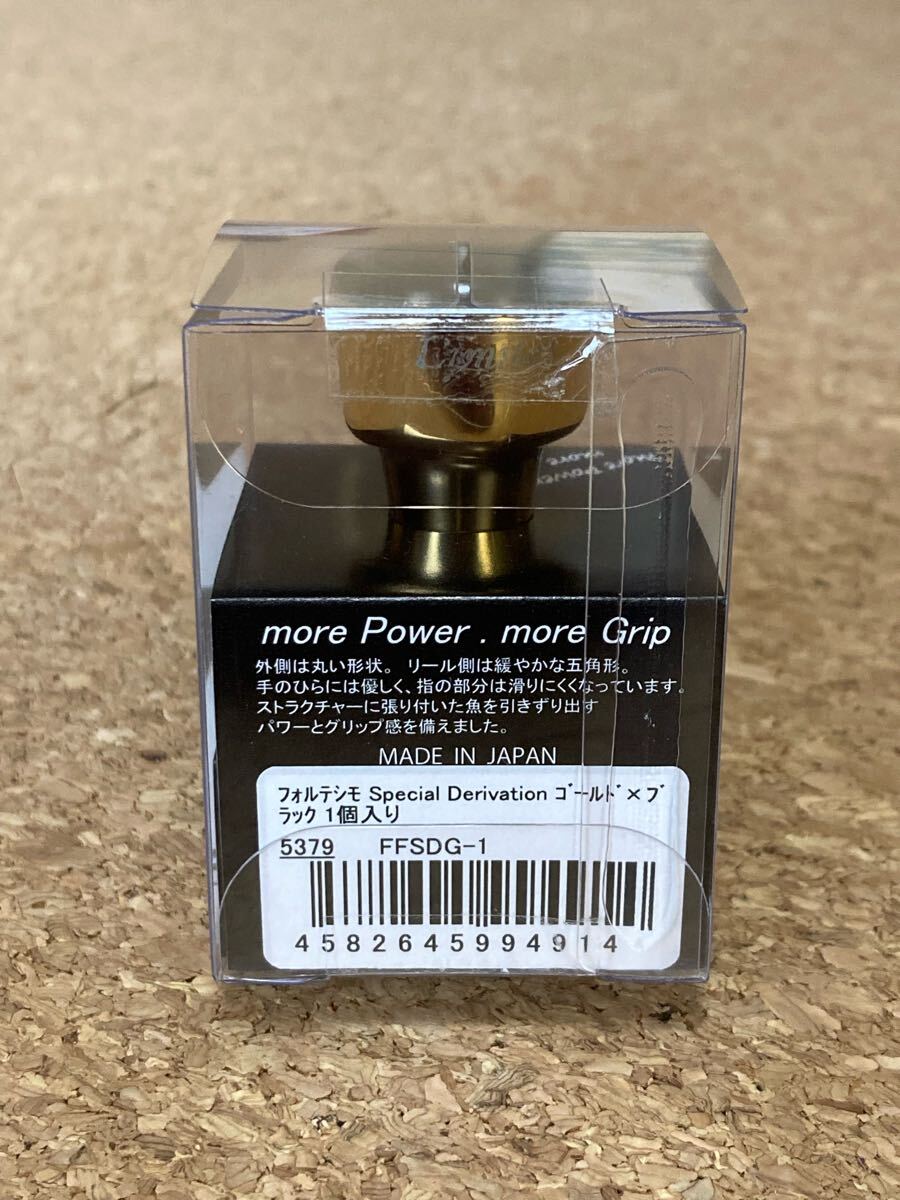 more Power . more Grip
外側は丸い形状。 リール側は緩やかな五角形。
手のひらには優しく、指の部分は滑りにくくなっています。
ストラクチャーに張り付いた魚を引きずり出す
パワーとグリップ感を備えました。
MADE IN JAPAN
フォルテシモ Special Derivation ゴールド×ブ
ラック 1個入り
5379 FFSDG-1
4582645994914